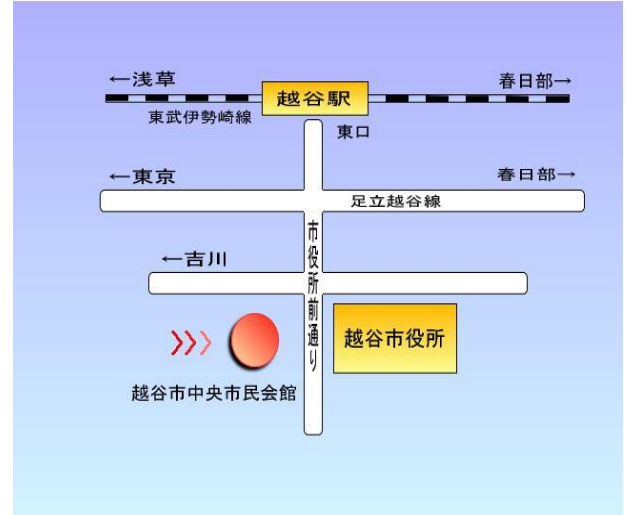 ←浅草
春日部→
越谷駅
東武伊勢崎線
東口
←東京
春日部→
足立越谷線
市役所前通り
←吉川
越谷市役所
越谷市中央市民会館